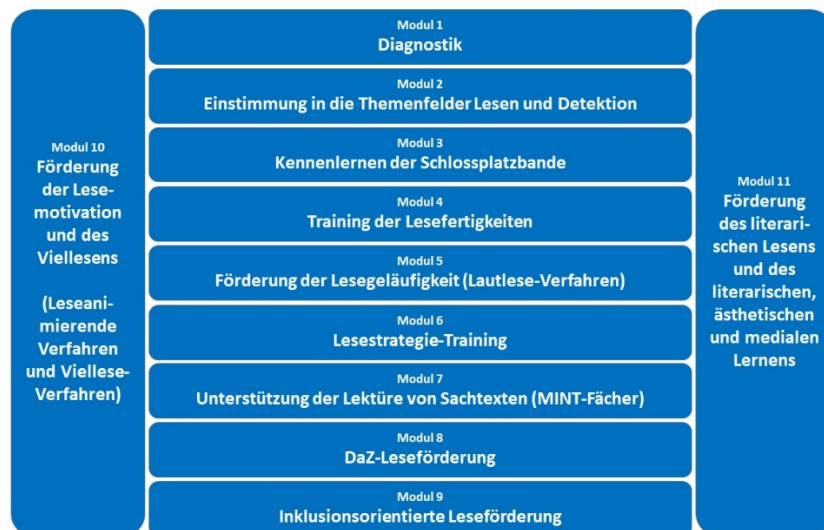 Modul 1
Diagnostik
Modul 2
Einstimmung in die Themenfelder Lesen und Detektion
Modul 3
Kennenlernen der Schlossplatzbande
Modul 4
Training der Lesefertigkeiten
Modul 5
Förderung der Lesegeläufigkeit (Lautlese-Verfahren)
Modul 6
Lesestrategie-Training
Modul 7
Unterstützung der Lektüre von Sachtexten (MINT-Fächer)
Modul 8
DaZ-Leseförderung
Modul 9
Inklusionsorientierte Leseförderung
Modul 10
Förderung
der Lese-
motivation
und des
Viellesens
(Leseani-
mierende
Verfahren
und Viellese-
Verfahren)
Modul 11
Förderung
des literari-
schen Lesens
und des
literarischen,
ästhetischen
und medialen
Lernens